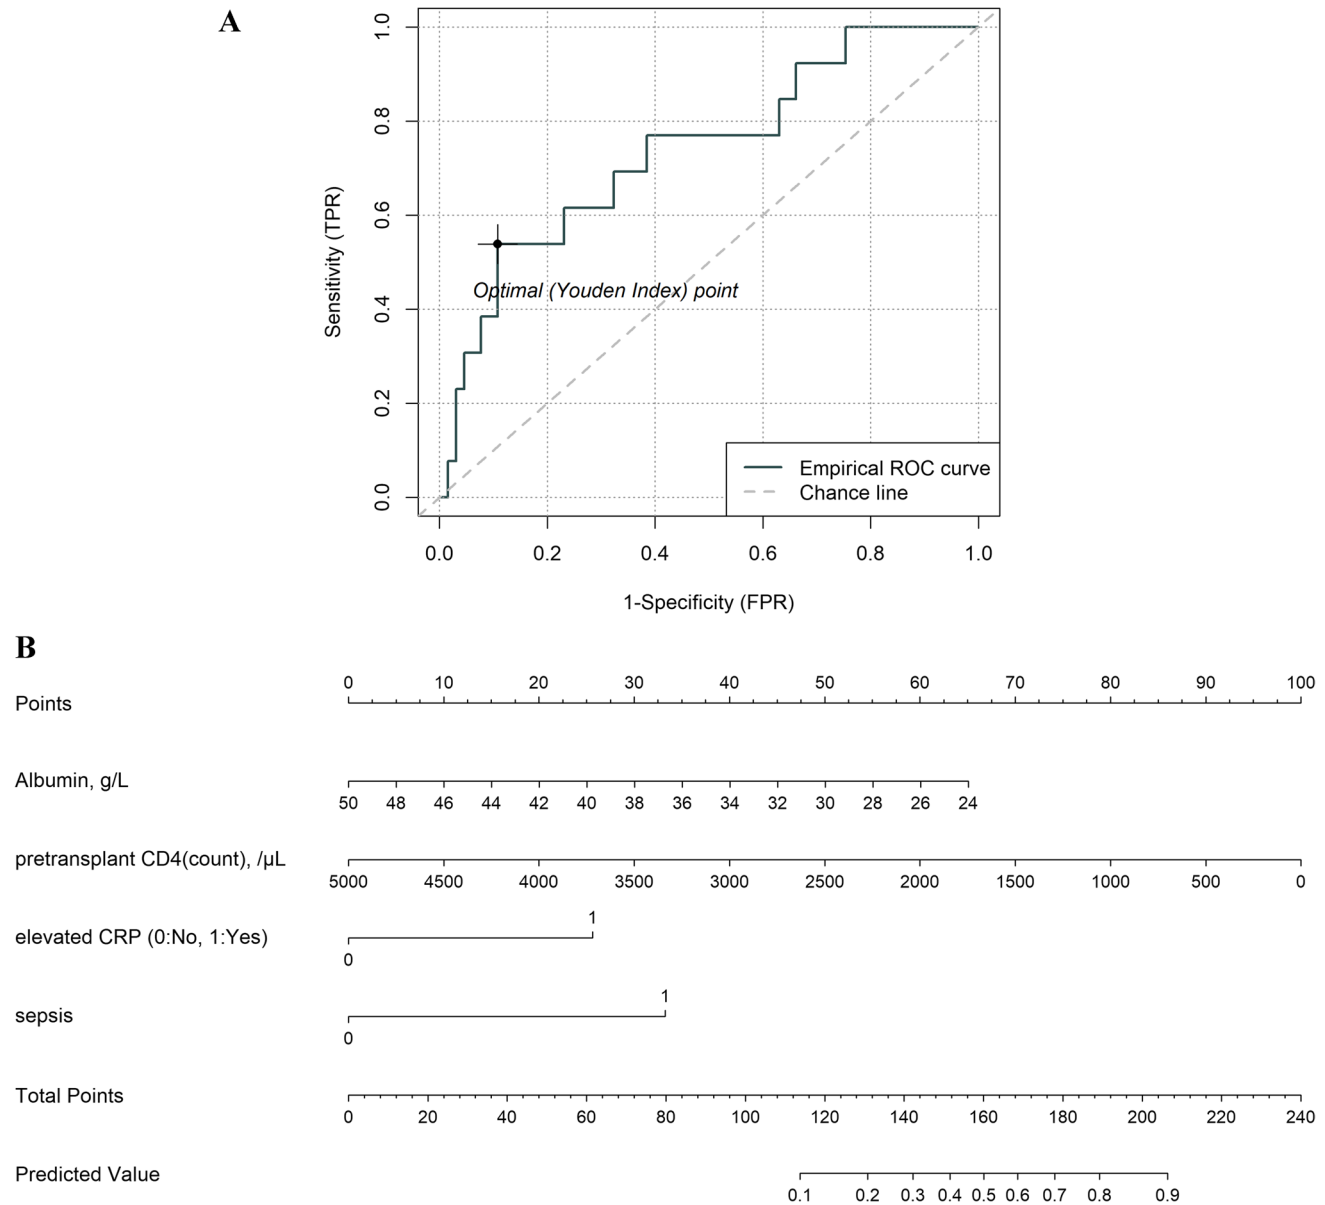 A
1.0
0.8
0.6
0.4
0.2
0.0
Sensitivity (TPR)
Optimal (Youden Index) point
Empirical ROC curve
Chance line
0.0 0.2 0.4 0.6 0.8 1.0
1-Specificity (FPR)
B
0 10 20 30 40 50 60 70 80 90 100
Points
Albumin, g/L
50 48 46 44 42 40 38 36 34 32 30 28 26 24
pretransplant CD4(count), /µL
5000 4500 4000 3500 3000 2500 2000 1500 1000 500 0
1
elevated CRP (0:No, 1:Yes)
0
1
sepsis
0
Total Points
0 20 40 60 80 100 120 140 160 180 200 220 240
Predicted Value
0.1 0.2 0.3 0.4 0.5 0.6 0.7 0.8 0.9